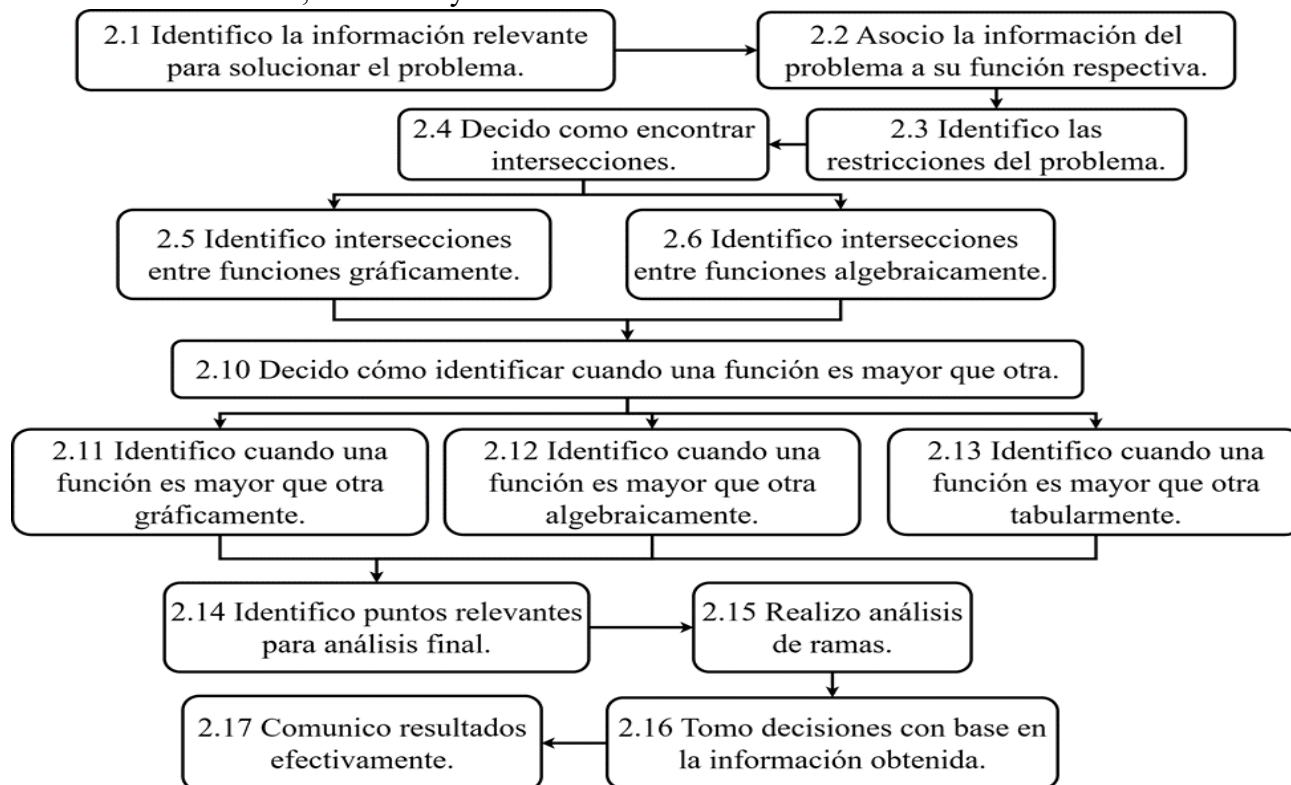 2.1 Identifico la información relevante
para solucionar el problema.
2.2 Asocio la información del
problema a su función respectiva.
2.3 Identifico las
restricciones del problema.
2.4 Decido como encontrar
intersecciones.
2.5 Identifico intersecciones
entre funciones gráficamente.
2.6 Identifico intersecciones
entre funciones algebraicamente.
2.10 Decido cómo identificar cuando una función es mayor que otra.
2.11 Identifico cuando una
función es mayor que otra
gráficamente.
2.12 Identifico cuando una
función es mayor que otra
algebraicamente.
2.13 Identifico cuando una
función es mayor que otra
tabularmente.
2.14 Identifico puntos relevantes
para análisis final.
2.15 Realizo análisis
de ramas.
2.16 Tomo decisiones con base en
la información obtenida.
2.17 Comunico resultados
efectivamente.